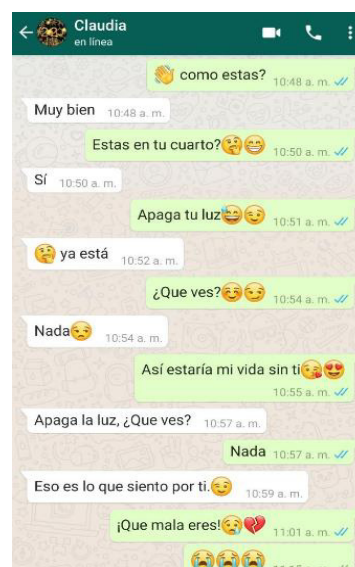 Claudia
en línea
👋 como estas? 10:48 a. m.
Muy bien 10:48 a. m.
Estas en tu cuarto?🤔😁 10:50 a. m.
Sí 10:50 a. m.
Apaga tu luz😅😉 10:51 a. m.
🤔 ya está 10:52 a. m.
¿Que ves?☺️😏 10:54 a. m.
Nada😒 10:54 a. m.
Así estaría mi vida sin ti😘😍
10:55 a. m.
Apaga la luz, ¿Que ves? 10:57 a. m.
Nada 10:57 a. m.
Eso es lo que siento por ti.😉 10:59 a. m.
¡Que mala eres!😢💔 11:01 a. m.
😭😭😭